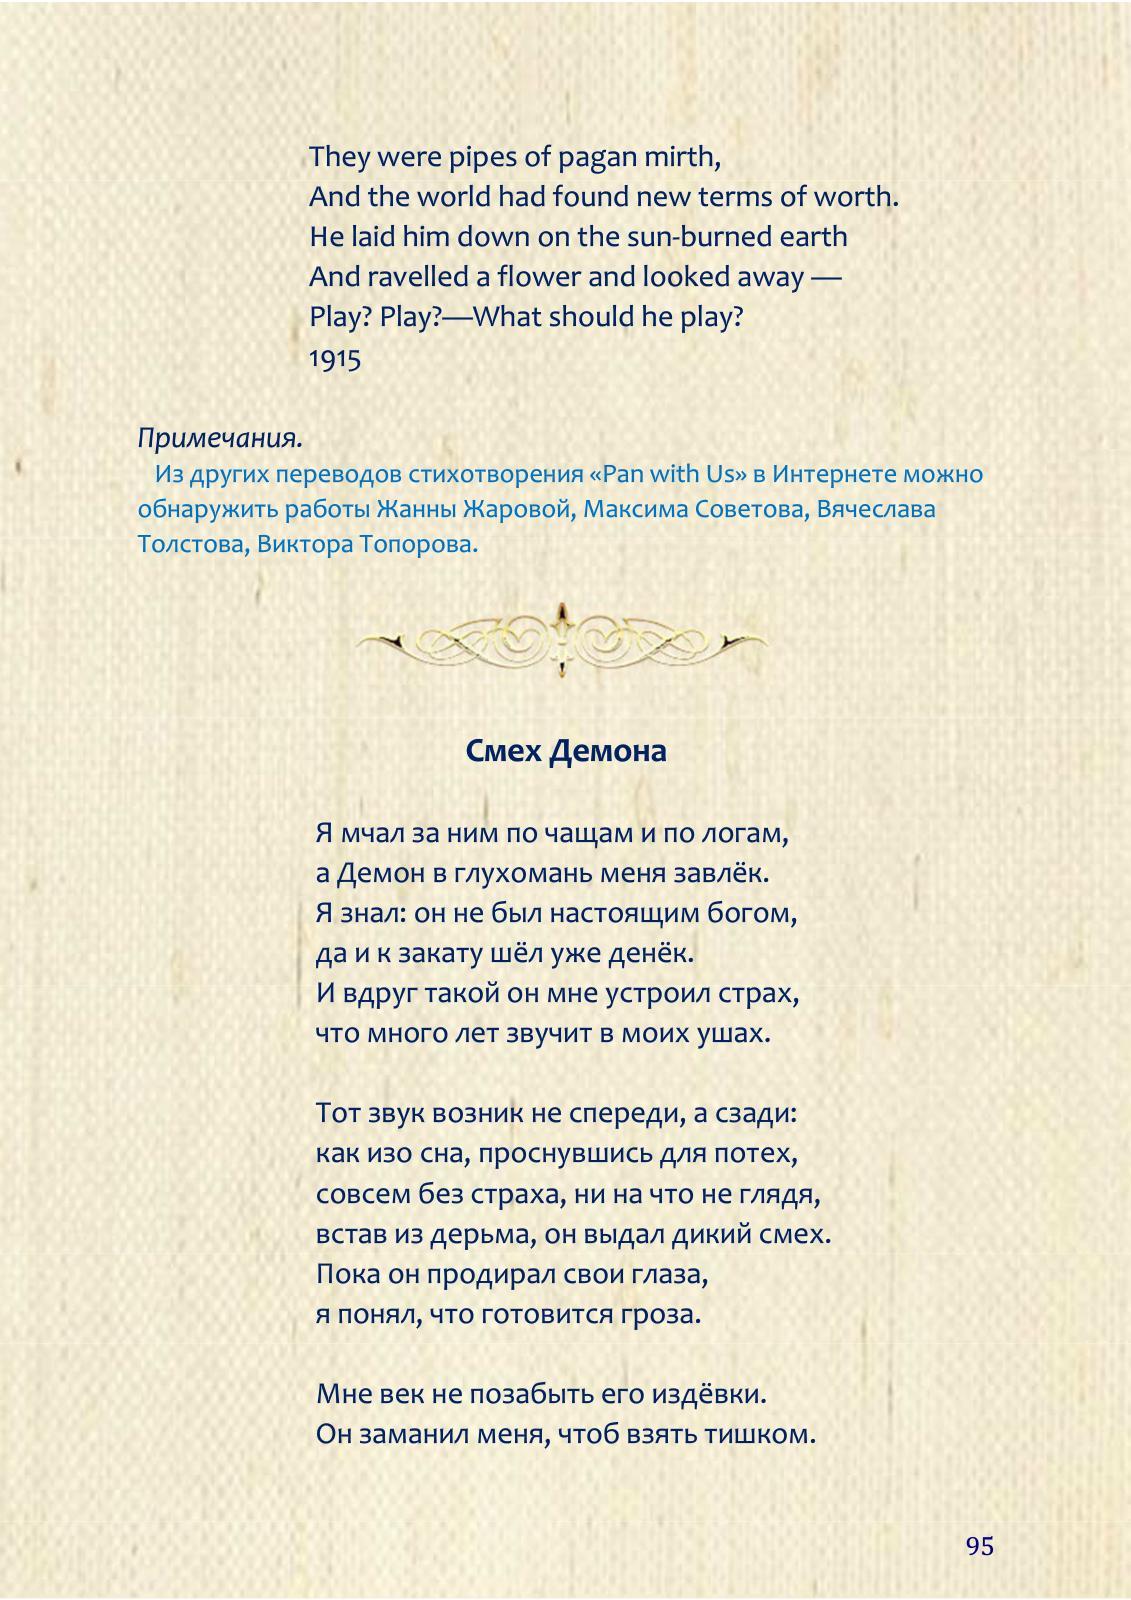 They were pipes of pagan mirth,
And the world had found new terms of worth.
He laid him down on the sun-burned earth
And ravelled a flower and looked away —
Play? Play?—What should he play?
1915
Примечания.
Из других переводов стихотворения «Pan with Us» в Интернете можно
обнаружить работы Жанны Жаровой, Максима Советова, Вячеслава
Толстова, Виктора Топорова.
Смех Демона
Я мчал за ним по чащам и по логам,
а Демон в глухомань меня завлёк.
Я знал: он не был настоящим богом,
да и к закату шёл уже денёк.
И вдруг такой он мне устроил страх,
что много лет звучит в моих ушах.
Тот звук возник не спереди, а сзади:
как изо сна, проснувшись для потех,
совсем без страха, ни на что не глядя,
встав из дерьма, он выдал дикий смех.
Пока он продирал свои глаза,
я понял, что готовится гроза.
Мне век не позабыть его издёвки.
Он заманил меня, чтоб взять тишком.
95